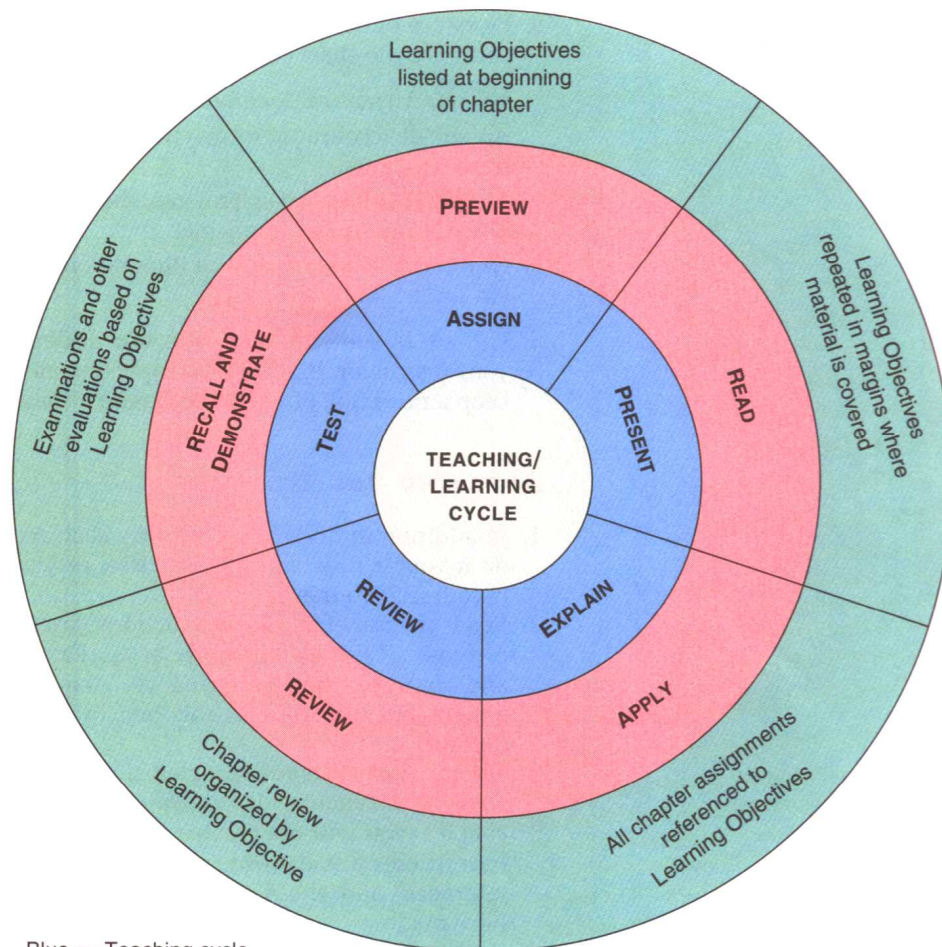 Learning Objectives
listed at beginning
of chapter
PREVIEW
ASSIGN
Learning Objectives
repeated in margins where
material is covered
READ
PRESENT
All chapter assignments
referenced to
Learning Objectives
APPLY
EXPLAIN
Chapter review
organized by
Learning Objective
REVIEW
REVIEW
Examinations and other
evaluations based on
Learning Objectives
RECALL AND
DEMONSTRATE
TEST
TEACHING/
LEARNING
CYCLE
Blue — Teaching cycle